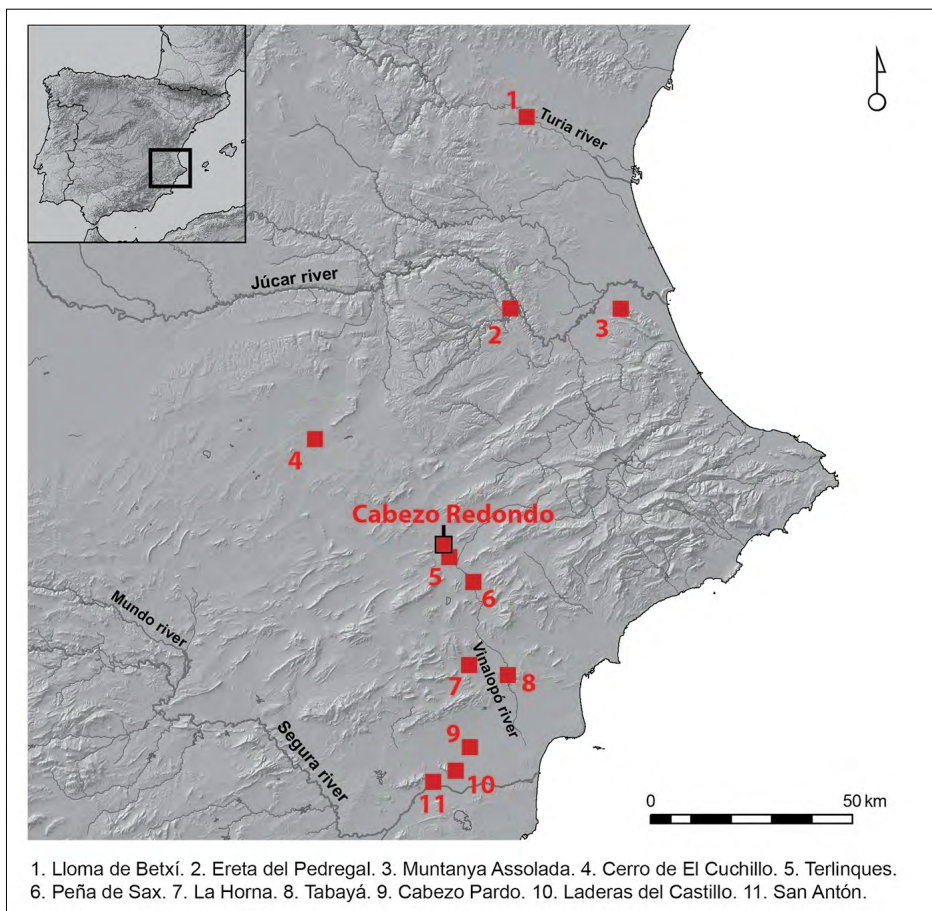 1
Turia river
Júcar river
2
3
4
Cabezo Redondo
5
6
Mundo river
Vinalopó river
7
8
Segura river
9
10
11
0 50 km
1. Lloma de Betxí. 2. Ereta del Pedregal. 3. Muntanya Assolada. 4. Cerro de El Cuchillo. 5. Terlinques.
6. Peña de Sax. 7. La Horna. 8. Tabayá. 9. Cabezo Pardo. 10. Laderas del Castillo. 11. San Antón.